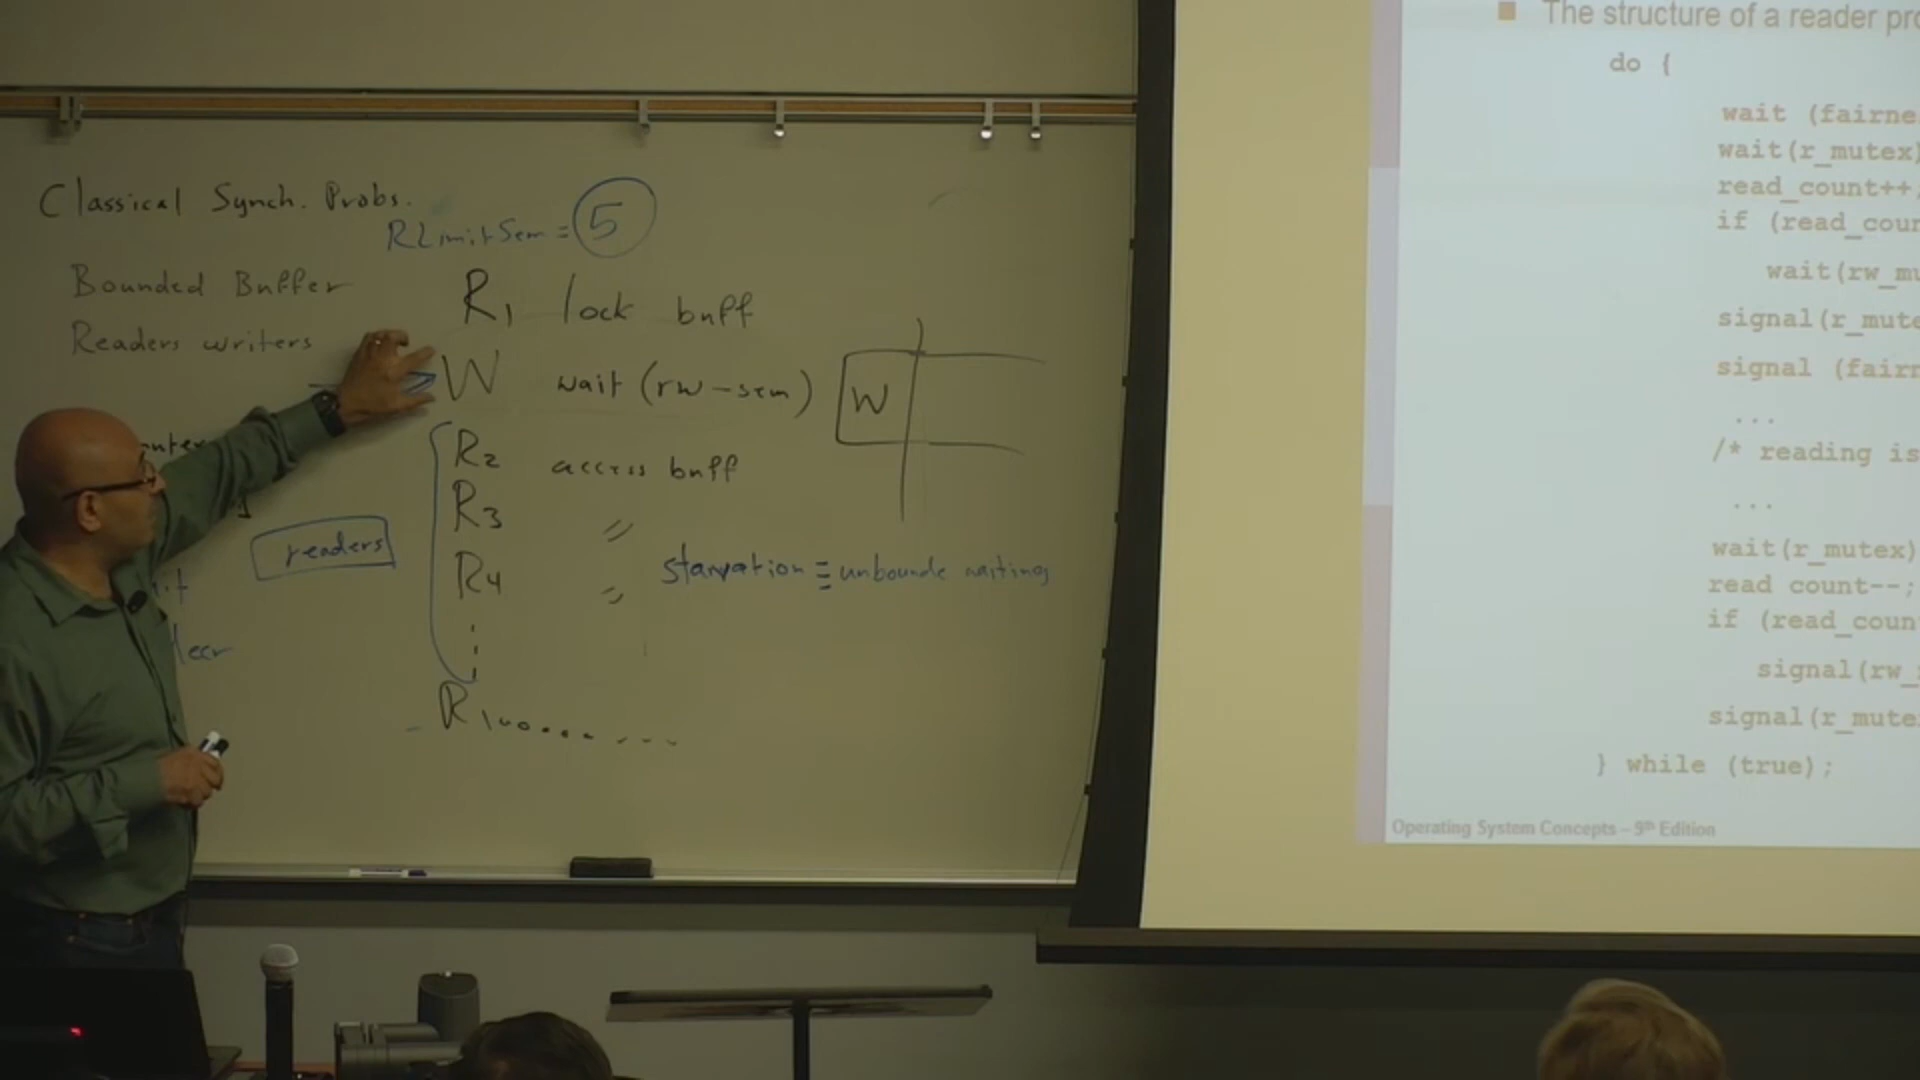 Classical Synch. Probs.
RLimitSem = 5
Bounded Buffer
Readers writers
R1 lock buff
W wait (rw-sem)
W
R2 access buff
R3 "
R4 "
readers
starvation ≡ unbounde waiting
The structure of a reader
do {
wait (fairne
wait(r_mutex)
read_count++
if (read_coun
wait(rw_mu
signal(r_mute
signal (fairn
...
/* reading is
...
wait(r_mutex)
read count--;
if (read_coun
signal(rw_
signal(r_mute
} while (true);
Operating System Concepts – 9th Edition